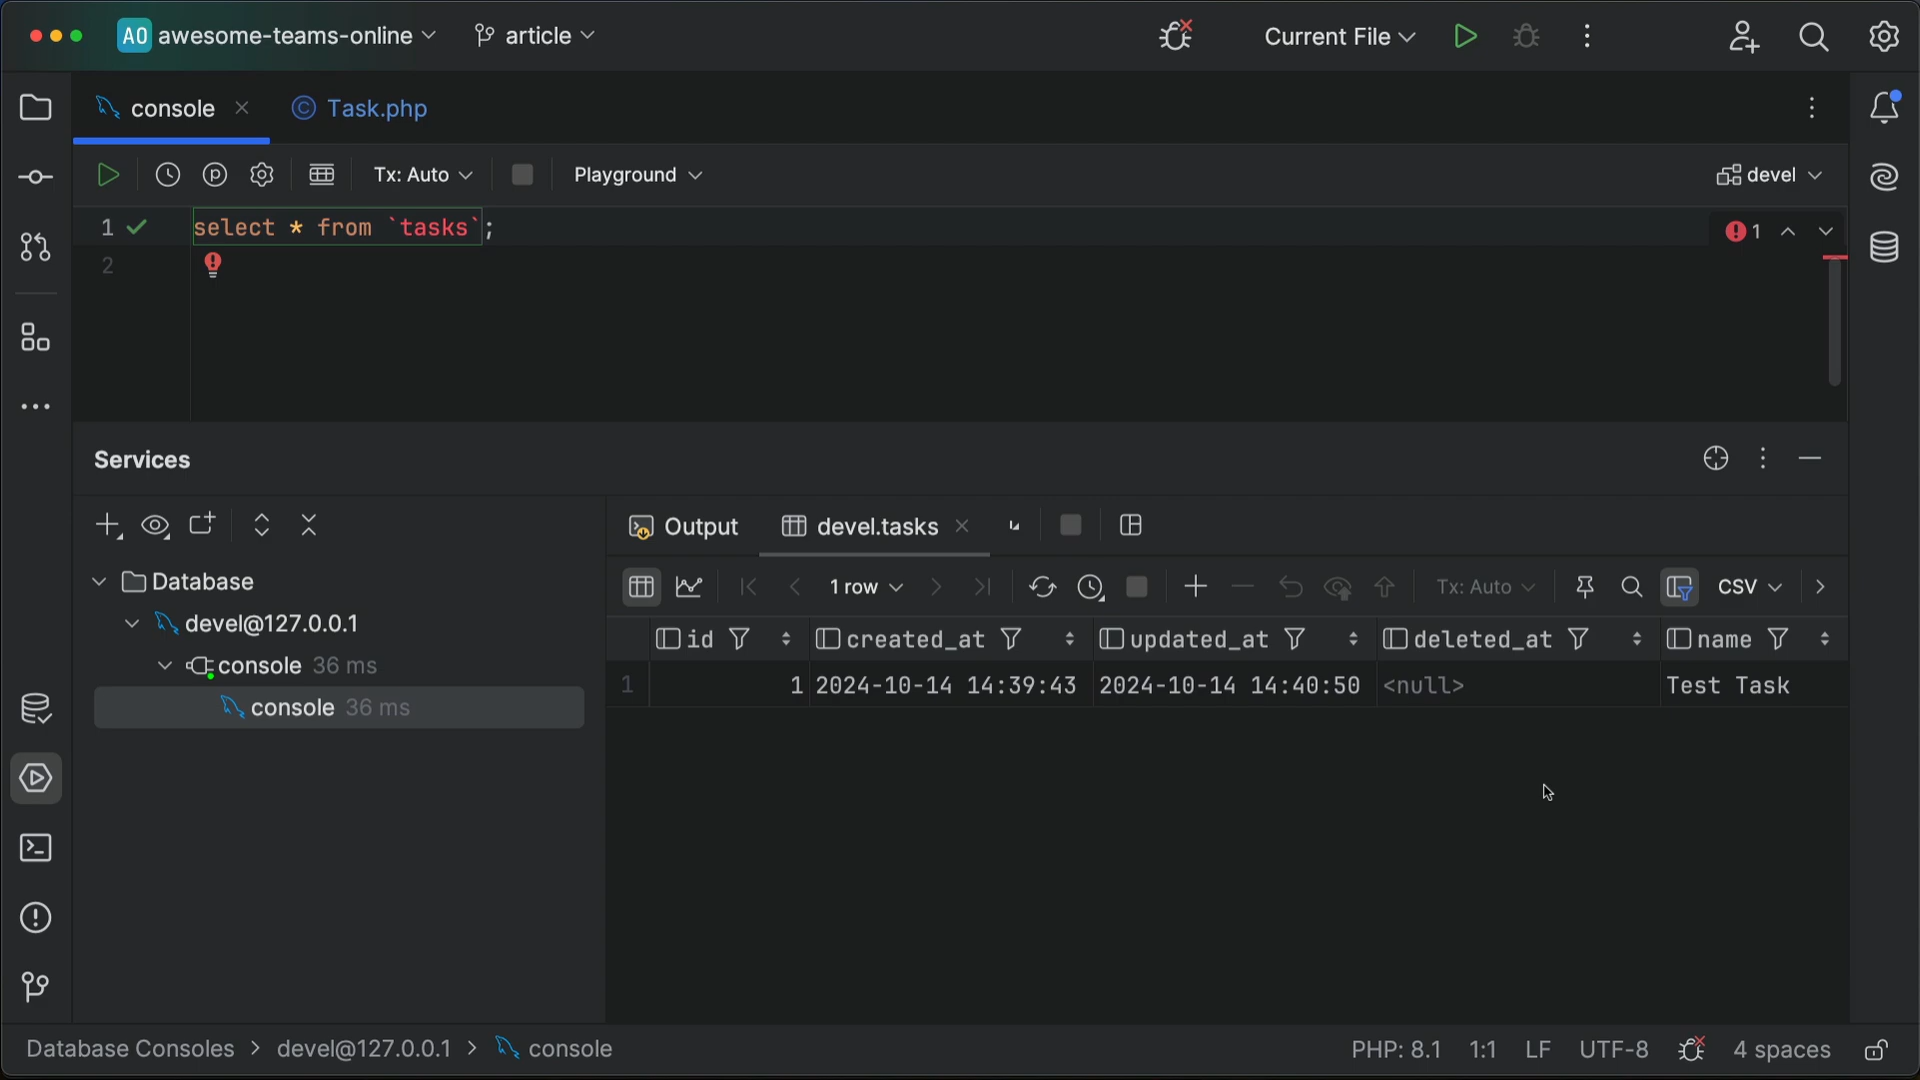 AO awesome-teams-online article Current File
console Task.php
Tx: Auto Playground devel
1 select * from `tasks`; 1
2
Services
Output devel.tasks
1 row Tx: Auto CSV
Database
devel@127.0.0.1
console 36 ms
console 36 ms
id created_at updated_at deleted_at name
1 1 2024-10-14 14:39:43 2024-10-14 14:40:50 <null> Test Task
Database Consoles > devel@127.0.0.1 > console PHP: 8.1 1:1 LF UTF-8 4 spaces